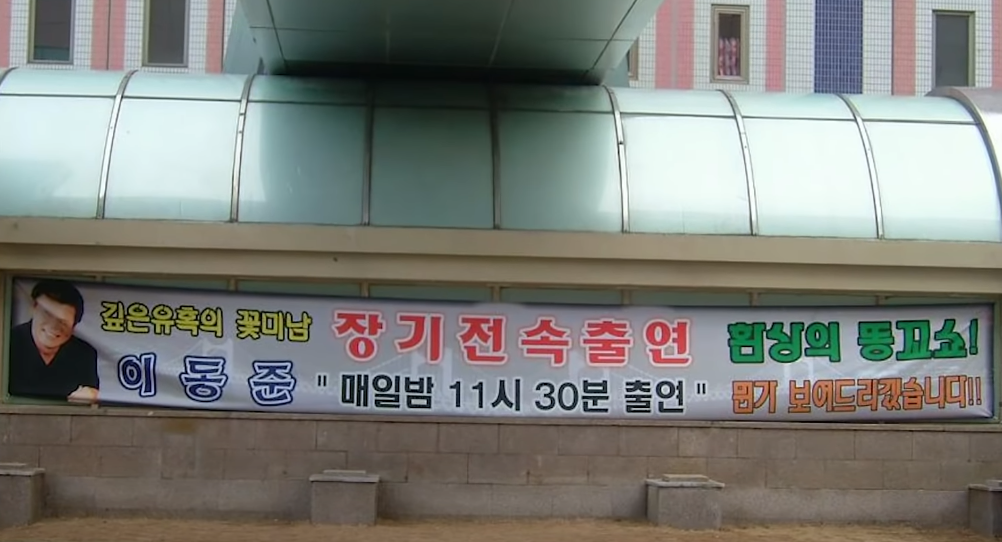 깊은유혹의 꽃미남
이동준
장기전속출연
" 매일밤 11시 30분 출연 "
환상의 똥꼬쇼!
뭔가 보여드리겠습니다!!